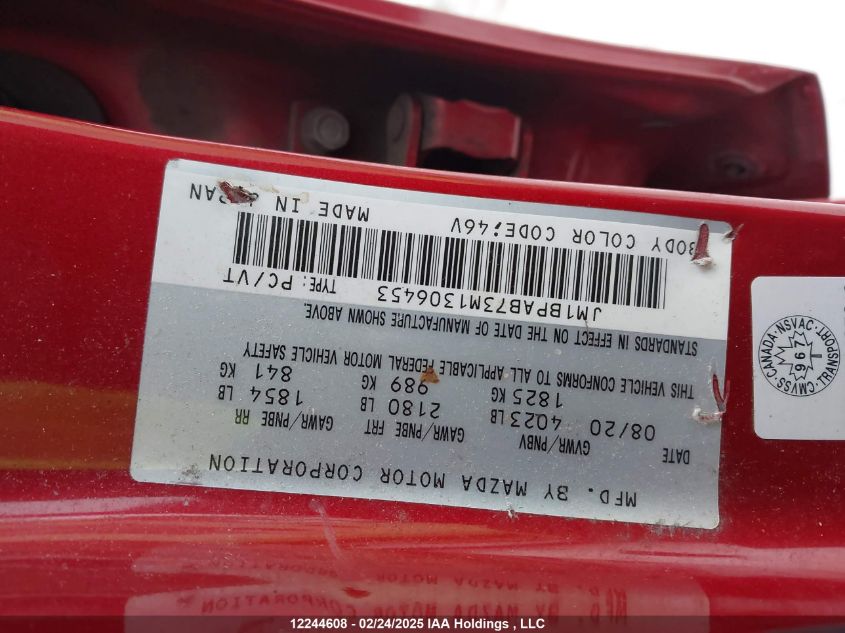 MFD. BY MAZDA MOTOR CORPORATION
DATE GVWR/PNBV GAWR/PNBE FRT GAWR/PNBE RR
08/20 4023 LB 2180 LB 1854 LB
1825 KG 989 KG 841 KG
THIS VEHICLE CONFORMS TO ALL APPLICABLE FEDERAL MOTOR VEHICLE SAFETY
STANDARDS IN EFFECT ON THE DATE OF MANUFACTURE SHOWN ABOVE.
JM1BPAB73M1306453 TYPE: PC/VT
BODY COLOR CODE:46V MADE IN JAPAN
CANADA-NSVAC
967
CMVSS-TRANSPORT
12244608 - 02/24/2025 IAA Holdings , LLC